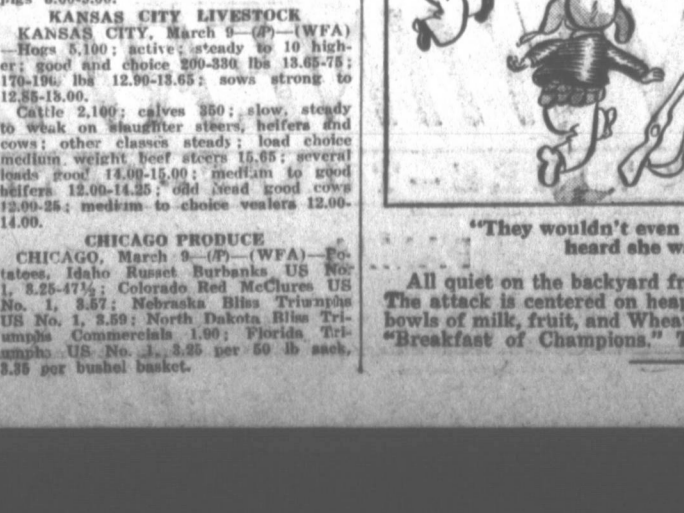 KANSAS CITY LIVESTOCK
KANSAS CITY, March 9—(AP)—(WFA)
—Hogs 5,100; active; steady to 10 high-
er; good and choice 200-330 lbs 13.65-75;
170-190 lbs 12.90-13.65; sows strong to
12.85-13.00.
Cattle 2,100; calves 350; slow, steady
to weak on slaughter steers, heifers and
cows; other classes steady; load choice
medium weight beef steers 15.65; several
loads good 14.00-15.00; medium to good
heifers 12.00-14.25; odd head good cows
12.00-25; medium to choice vealers 12.00-
14.00.
CHICAGO PRODUCE
CHICAGO, March 9—(AP)—(WFA)—Po-
tatoes, Idaho Russet Burbanks US No.
1, 3.25-47½; Colorado Red McClures US
No. 1, 3.57; Nebraska Bliss Triumphs
US No. 1, 3.59; North Dakota Bliss Tri-
umphs Commercials 1.90; Florida Tri-
umphs US No. 1, 3.25 per 50 lb sack,
3.35 per bushel basket.
"They wouldn't even
heard she w
All quiet on the backyard fr
The attack is centered on heap
bowls of milk, fruit, and Whea
"Breakfast of Champions." T